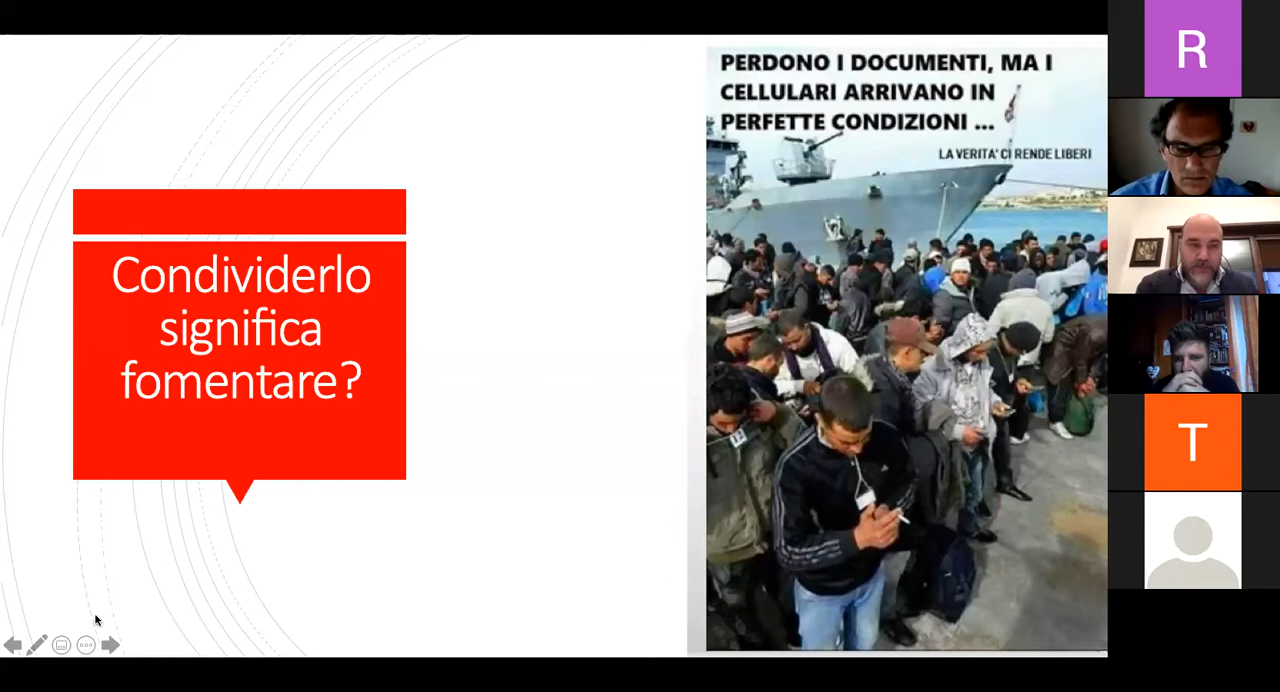 Condividerlo
significa
fomentare?
PERDONO I DOCUMENTI, MA I
CELLULARI ARRIVANO IN
PERFETTE CONDIZIONI ...
LA VERITA' CI RENDE LIBERI
R
T